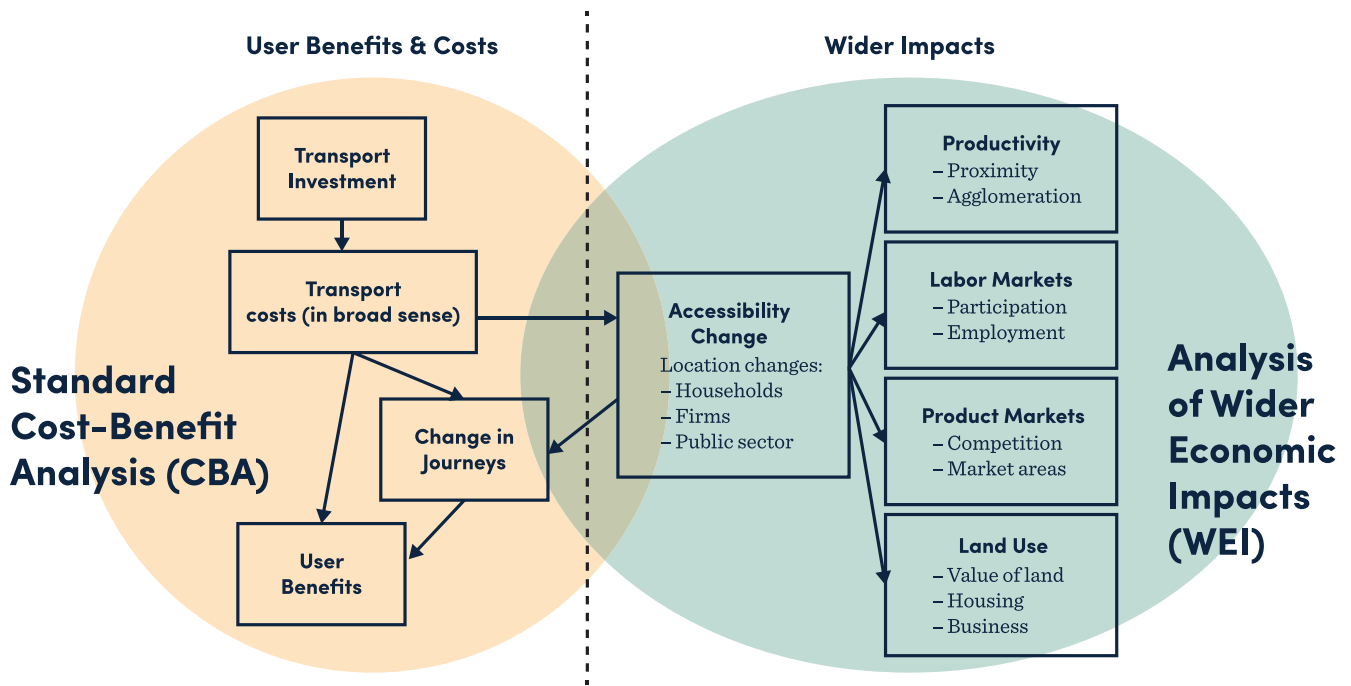 User Benefits & Costs
Wider Impacts
Transport
Investment
Transport
costs (in broad sense)
Standard
Cost-Benefit
Analysis (CBA)
Change in
Journeys
User
Benefits
Accessibility
Change
Location changes:
– Households
– Firms
– Public sector
Productivity
– Proximity
– Agglomeration
Labor Markets
– Participation
– Employment
Product Markets
– Competition
– Market areas
Land Use
– Value of land
– Housing
– Business
Analysis
of Wider
Economic
Impacts
(WEI)